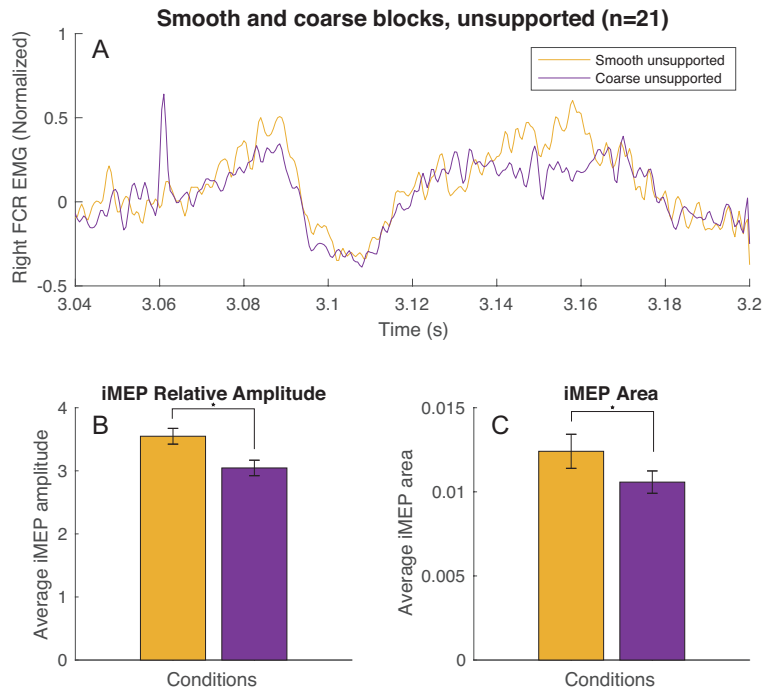 Smooth and coarse blocks, unsupported (n=21)
A
Smooth unsupported
Coarse unsupported
Right FCR EMG (Normalized)
1
0.5
0
-0.5
3.04 3.06 3.08 3.1 3.12 3.14 3.16 3.18 3.2
Time (s)
iMEP Relative Amplitude
B
*
Average iMEP amplitude
4
3
2
1
0
Conditions
iMEP Area
C
*
Average iMEP area
0.015
0.01
0.005
0
Conditions